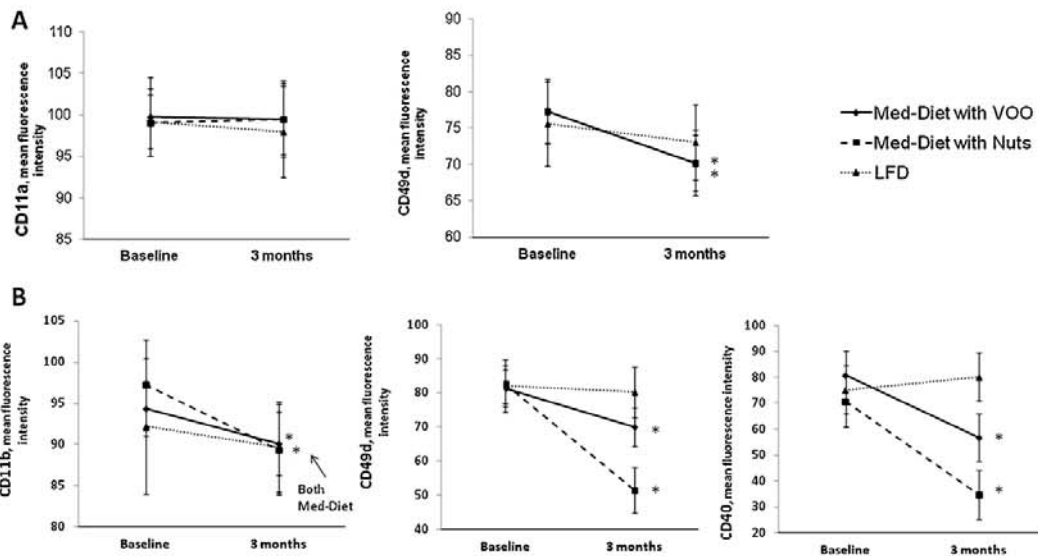 A
CD11a, mean fluorescence
intensity
110
105
100
95
90
85
Baseline
3 months
CD49d, mean fluorescence
intensity
90
85
80
75
70
65
60
*
*
Baseline
3 months
Med-Diet with VOO
Med-Diet with Nuts
LFD
B
CD11b, mean fluorescence
intensity
105
100
95
90
85
80
*
*
Both
Med-Diet
Baseline
3 months
CD49d, mean fluorescence
intensity
100
90
80
70
60
50
40
*
*
Baseline
3 months
CD40, mean fluorescence intensity
100
90
80
70
60
50
40
30
20
*
*
Baseline
3 months